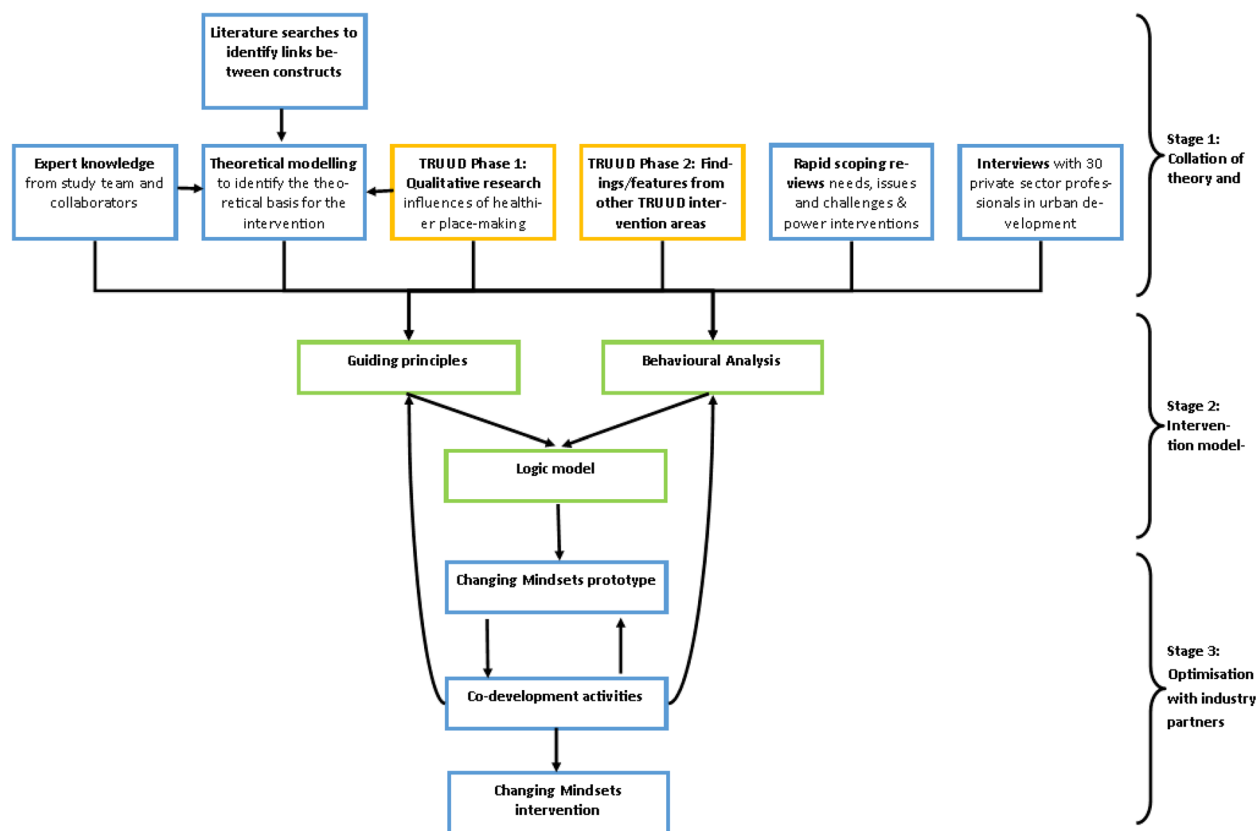 Literature searches to
identify links be-
tween constructs
Expert knowledge
from study team and
collaborators
Theoretical modelling
to identify the theo-
retical basis for the
intervention
TRUUD Phase 1:
Qualitative research
influences of healthi-
er place-making
TRUUD Phase 2: Find-
ings/features from
other TRUUD inter-
vention areas
Rapid scoping re-
views needs, issues
and challenges &
power interventions
Interviews with 30
private sector profes-
sionals in urban de-
velopment
Stage 1:
Collation of
theory and
Guiding principles
Behavioural Analysis
Logic model
Stage 2:
Interven-
tion model-
Changing Mindsets prototype
Co-development activities
Changing Mindsets
intervention
Stage 3:
Optimisation
with industry
partners